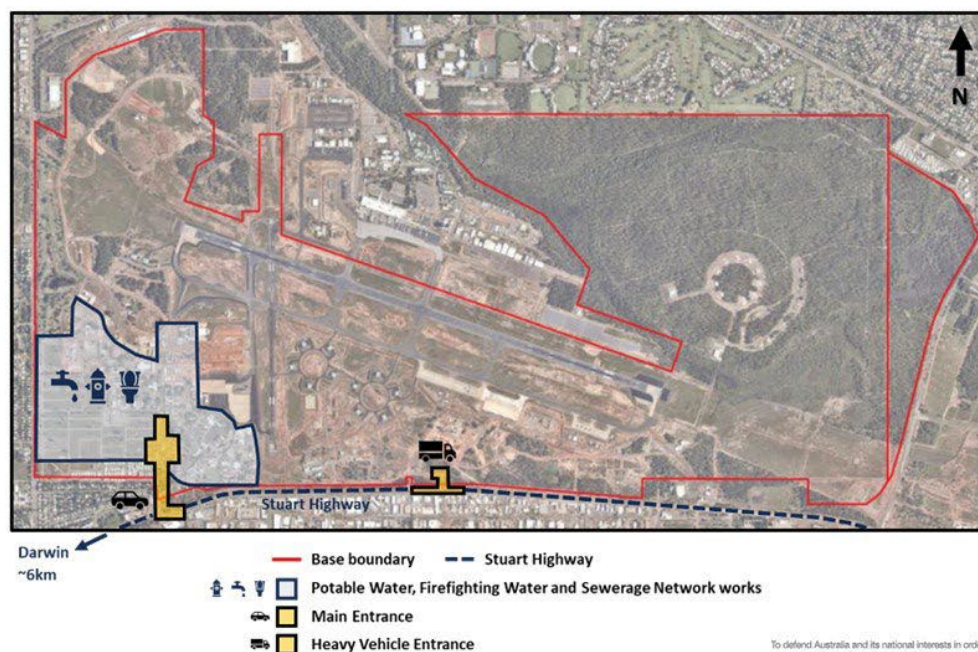 N
Stuart Highway
Darwin
~6km
Base boundary
Stuart Highway
Potable Water, Firefighting Water and Sewerage Network works
Main Entrance
Heavy Vehicle Entrance
To defend Australia and its national interests in orde